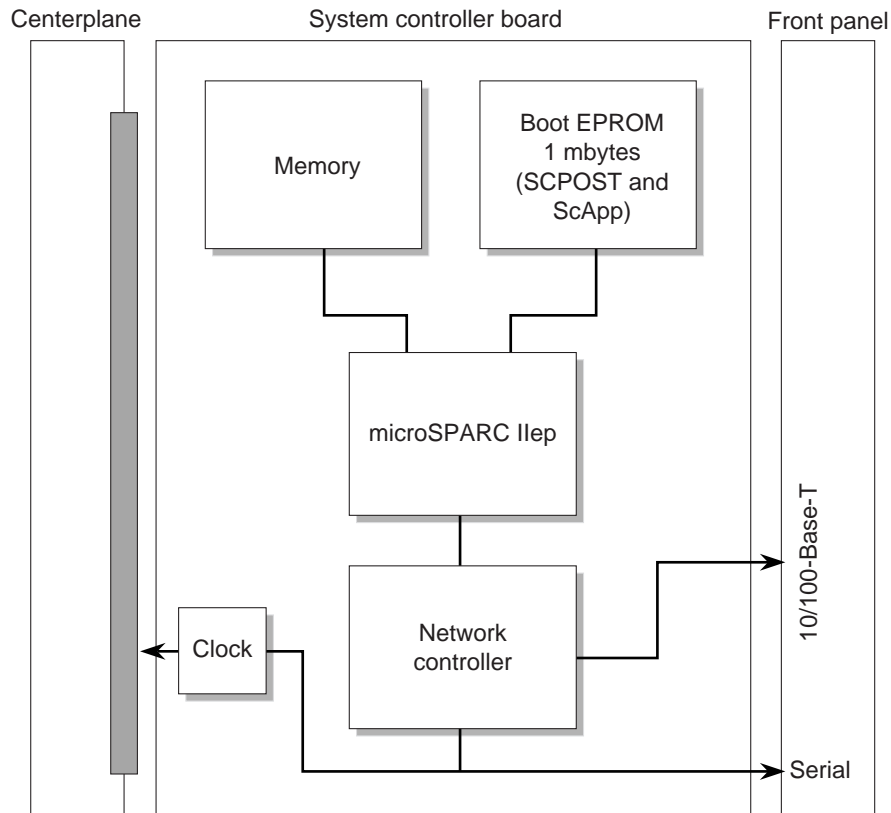 Centerplane
System controller board
Front panel
Memory
Boot EPROM
1 mbytes
(SCPOST and
ScApp)
microSPARC IIep
10/100-Base-T
Network
controller
Clock
Serial